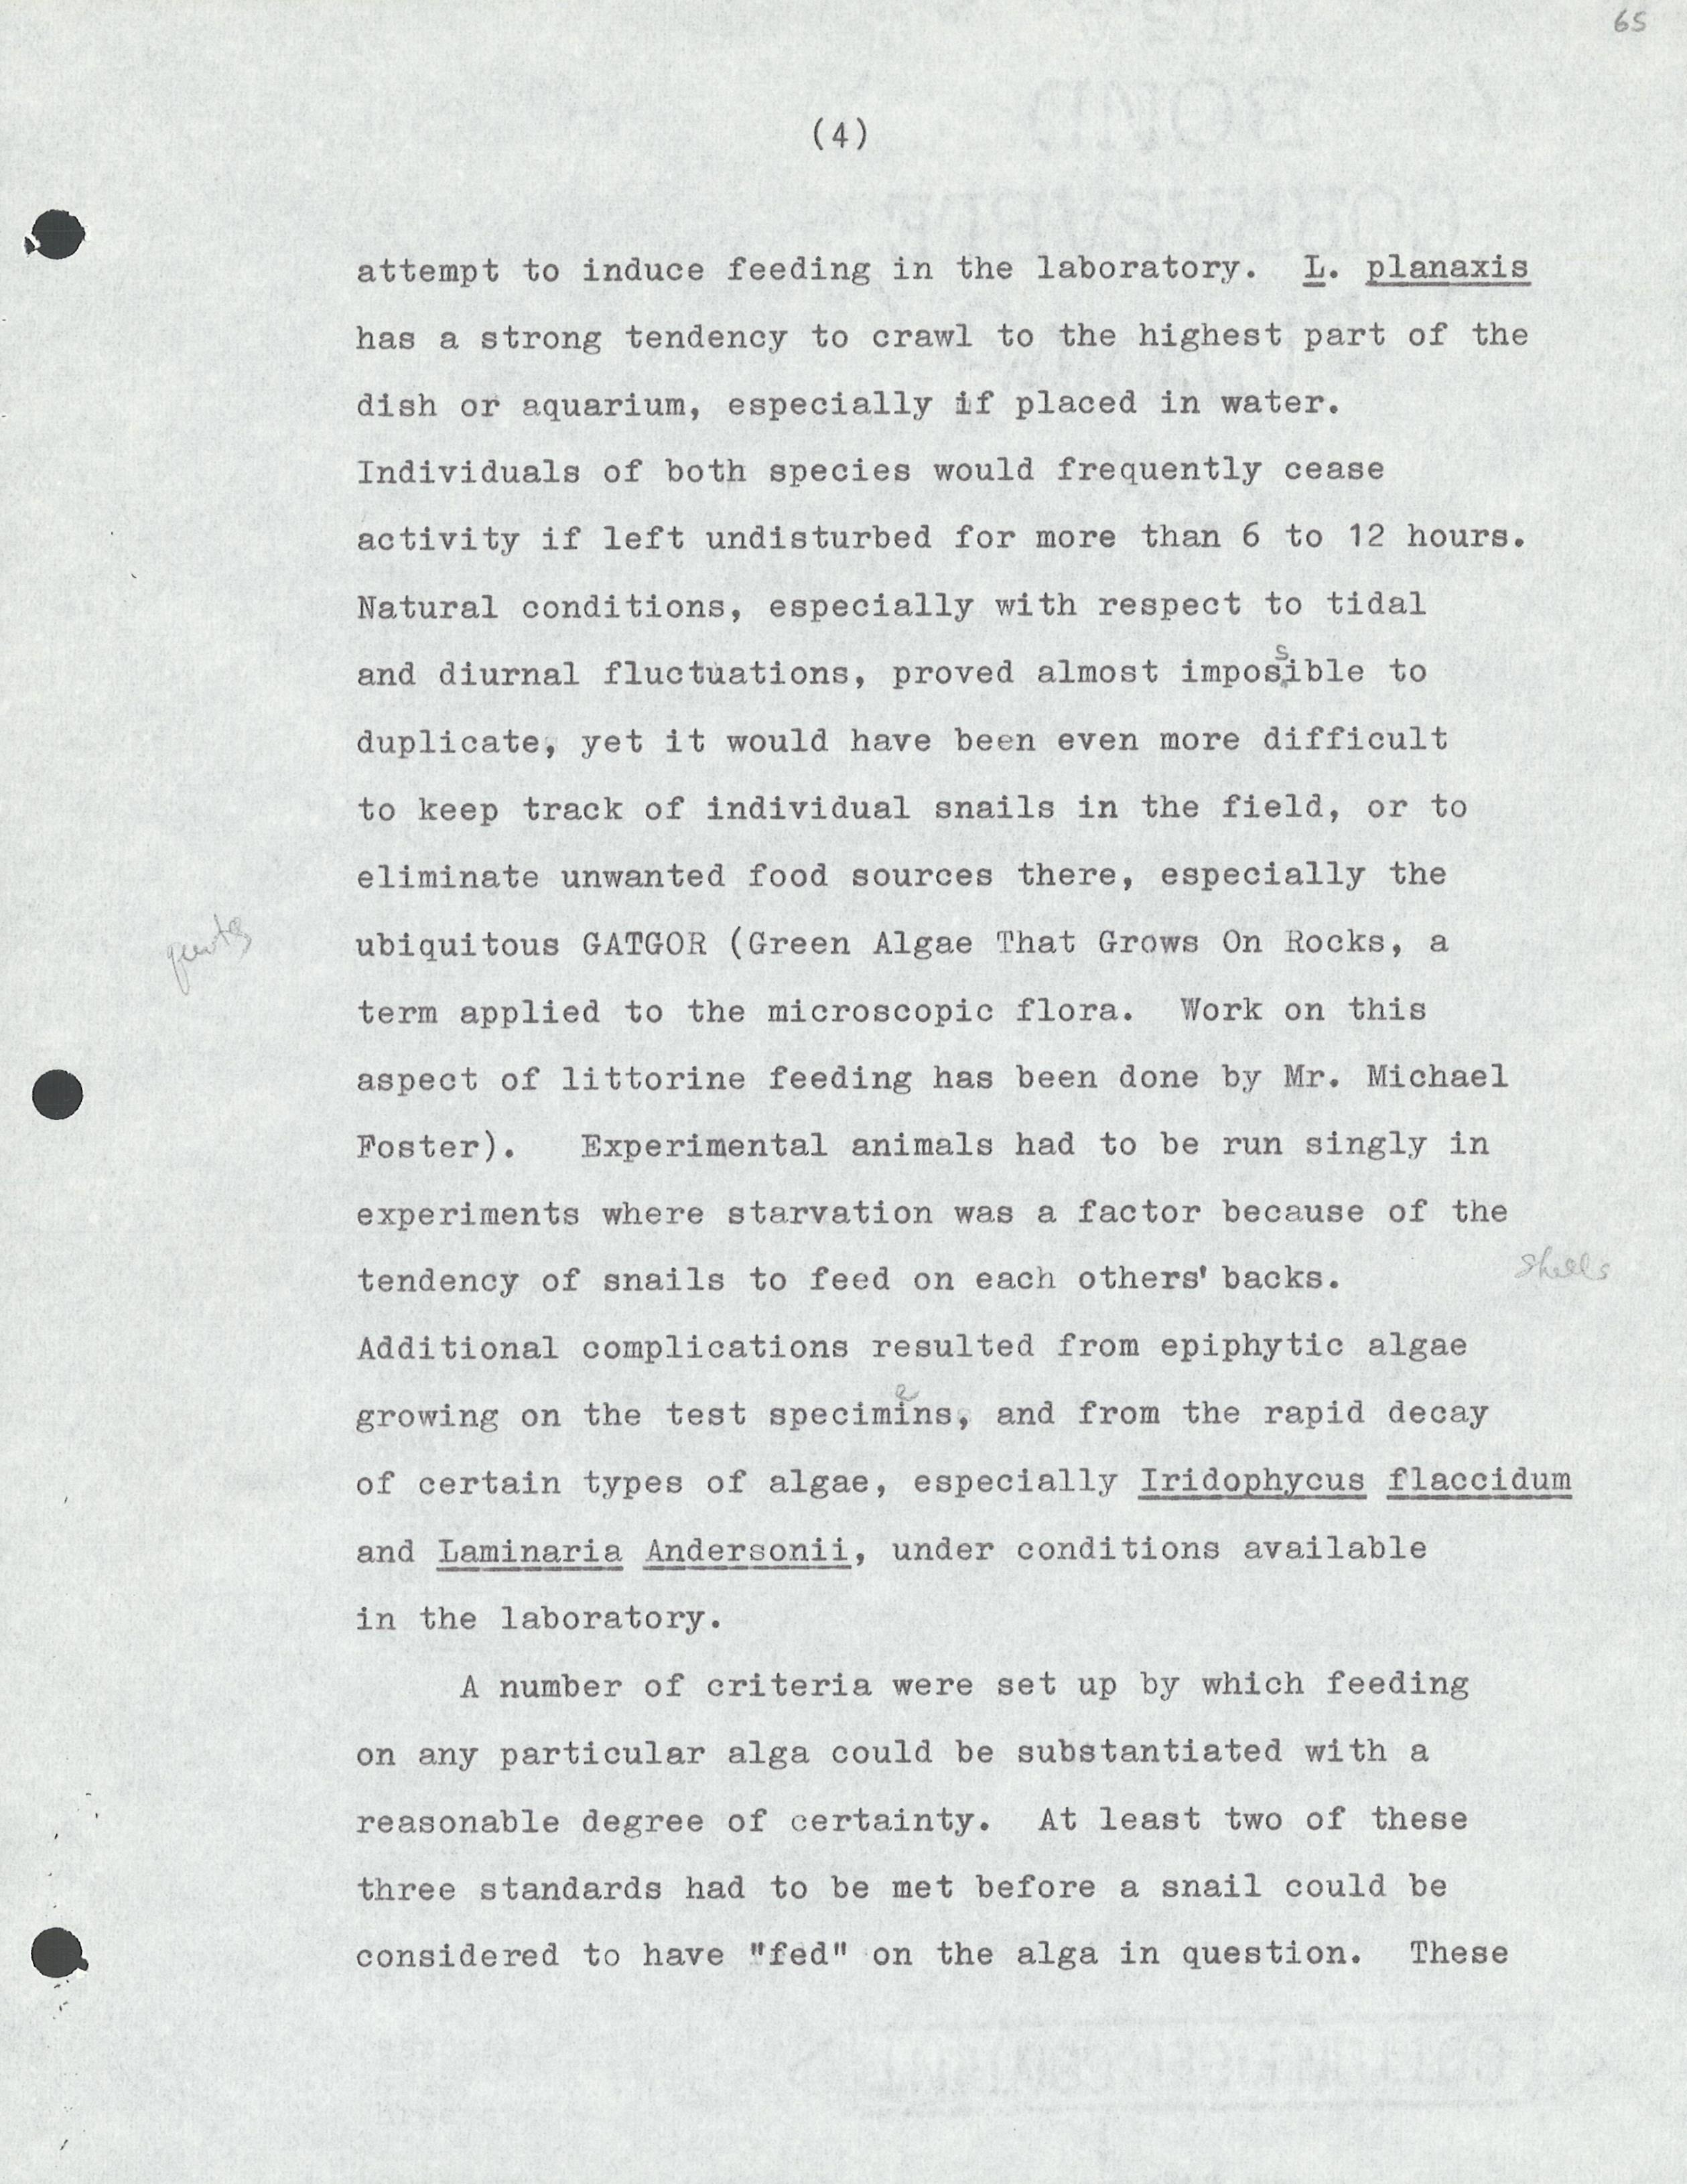 65
(4)
attempt to induce feeding in the laboratory. L. planaxis
has a strong tendency to crawl to the highest part of the
dish or aquarium, especially if placed in water.
Individuals of both species would frequently cease
activity if left undisturbed for more than 6 to 12 hours.
Natural conditions, especially with respect to tidal
s
and diurnal fluctuations, proved almost imposible to
duplicate, yet it would have been even more difficult
to keep track of individual snails in the field, or to
eliminate unwanted food sources there, especially the
ubiquitous GATGOR (Green Algae That Grows On Rocks, a
term applied to the microscopic flora. Work on this
aspect of littorine feeding has been done by Mr. Michael
Foster). Experimental animals had to be run singly in
experiments where starvation was a factor because of the
tendency of snails to feed on each others' backs. shells
Additional complications resulted from epiphytic algae
e
growing on the test specimins, and from the rapid decay
of certain types of algae, especially Iridophycus flaccidum
and Laminaria Andersonii, under conditions available
in the laboratory.
A number of criteria were set up by which feeding
on any particular alga could be substantiated with a
reasonable degree of certainty. At least two of these
three standards had to be met before a snail could be
considered to have "fed" on the alga in question. These